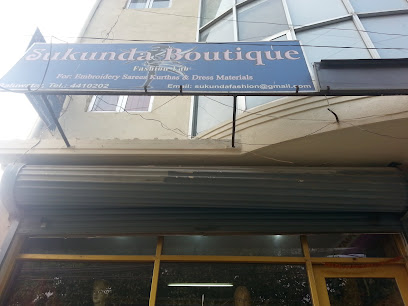 Sukunda Boutique
Fashion Lab
For: Embroidery Sarees Kurthas & Dress Materials
Tel.: 4410202 Email: sukundafashion@gmail.com